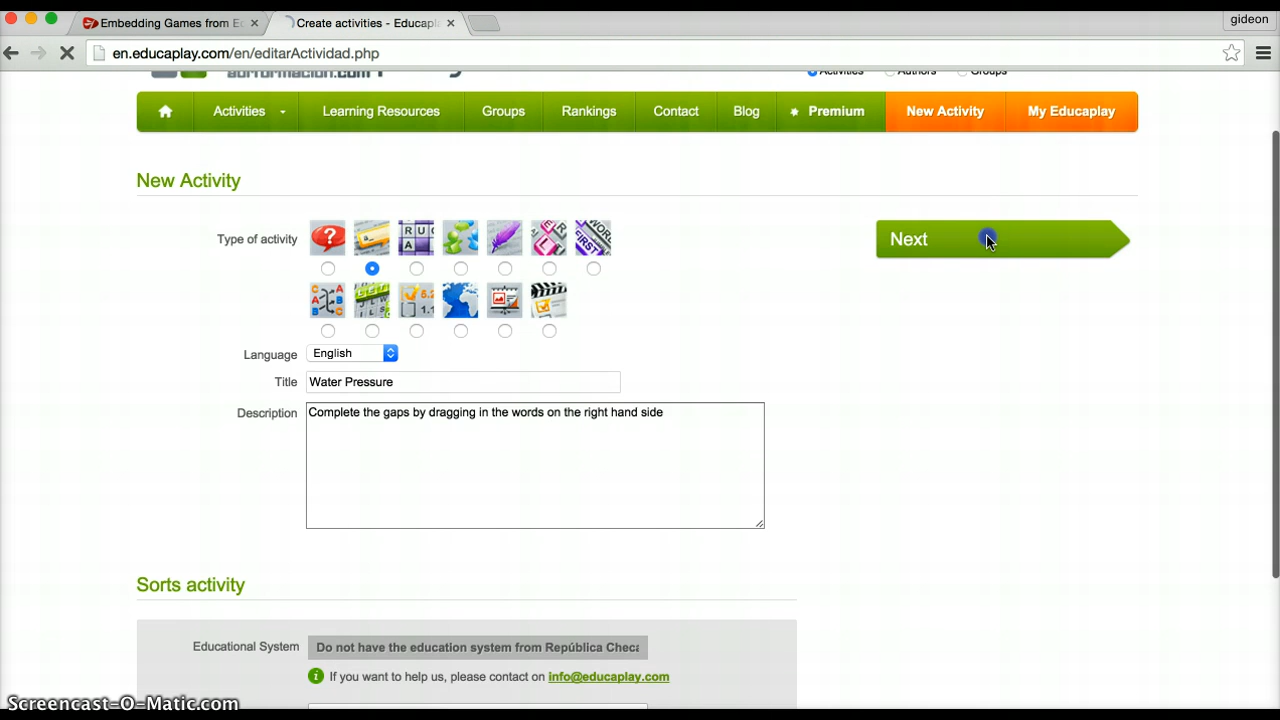 Embedding Games from Ec
Create activities - Educapla
gideon
en.educaplay.com/en/editarActividad.php
adrformacion.com
Activities
Authors
Groups
Activities
Learning Resources
Groups
Rankings
Contact
Blog
Premium
New Activity
My Educaplay
New Activity
Type of activity
Next
Language
English
Title
Water Pressure
Description
Complete the gaps by dragging in the words on the right hand side
Sorts activity
Educational System
Do not have the education system from República Checa
If you want to help us, please contact on info@educaplay.com
Screencast-O-Matic.com